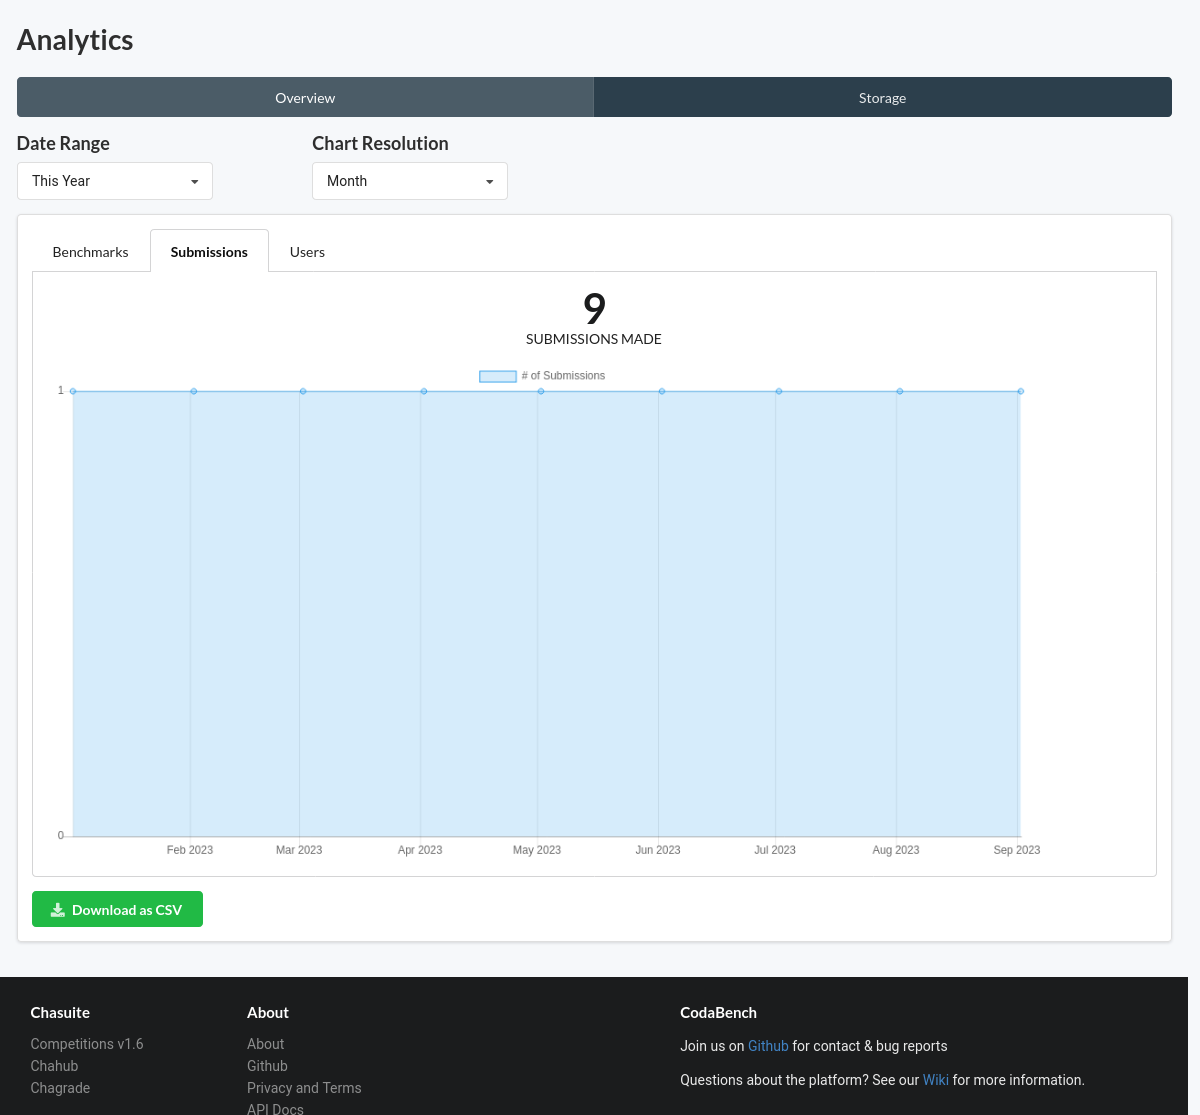 Analytics
Overview
Storage
Date Range
Chart Resolution
This Year
Month
Benchmarks
Submissions
Users
9
SUBMISSIONS MADE
# of Submissions
1
0
Feb 2023
Mar 2023
Apr 2023
May 2023
Jun 2023
Jul 2023
Aug 2023
Sep 2023
Download as CSV
Chasuite
Competitions v1.6
Chahub
Chagrade
About
About
Github
Privacy and Terms
API Docs
CodaBench
Join us on Github for contact & bug reports
Questions about the platform? See our Wiki for more information.